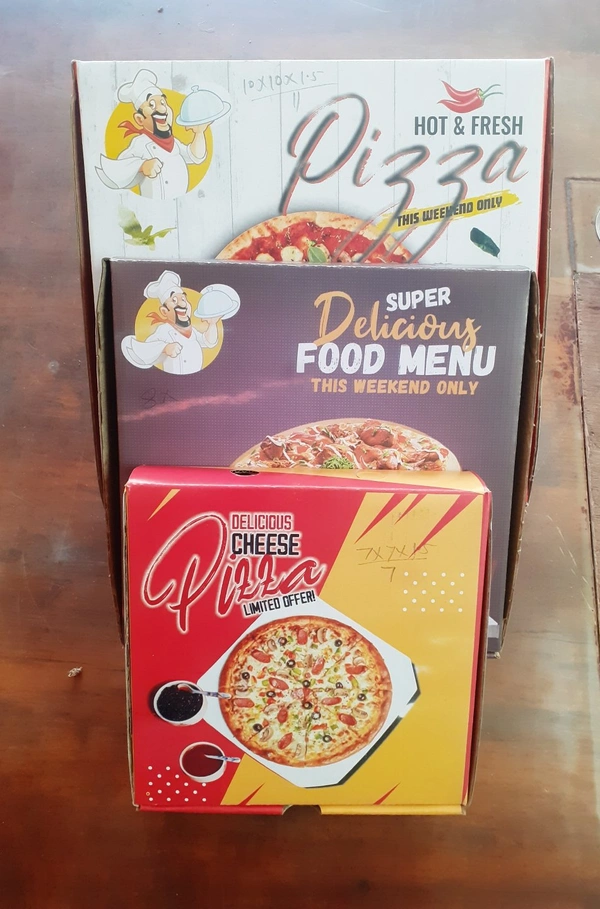 10X10X1.5
11
HOT & FRESH
Pizza
THIS WEEKEND ONLY
SUPER
Delicious
FOOD MENU
THIS WEEKEND ONLY
DELICIOUS
CHEESE
Pizza
LIMITED OFFER!
7X7X1.5
7